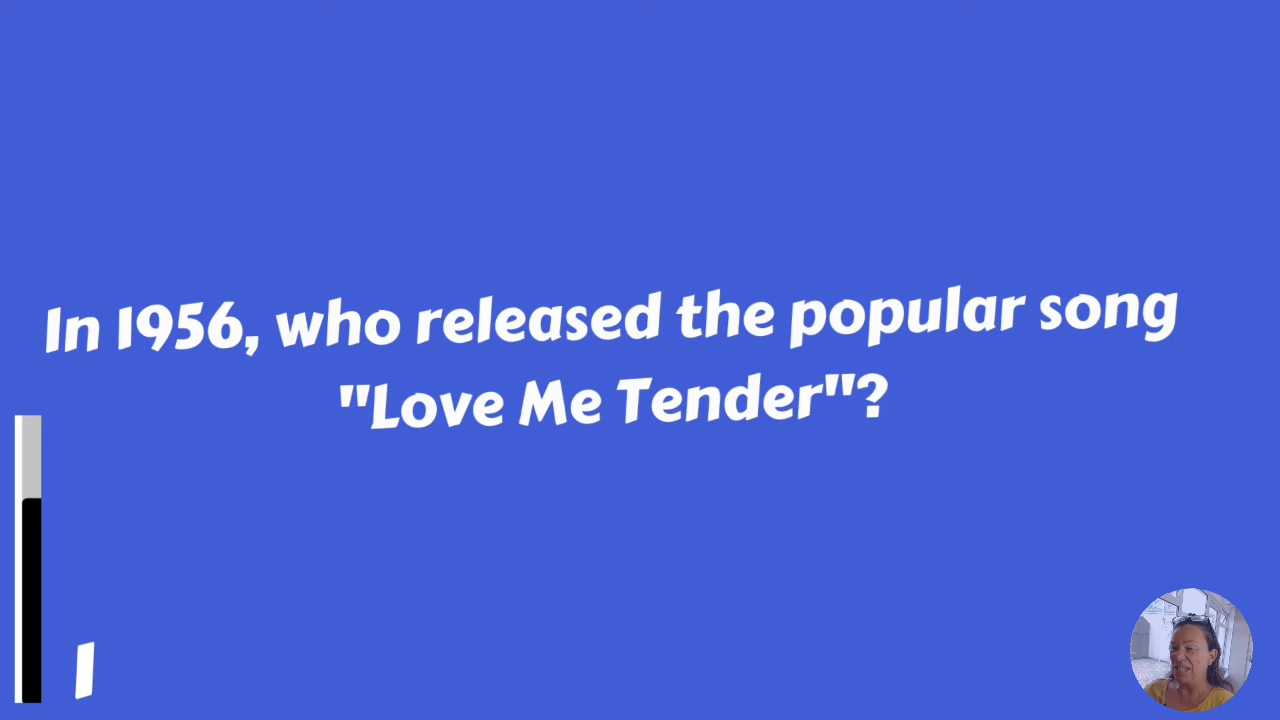 In 1956, who released the popular song
"Love Me Tender"?
1